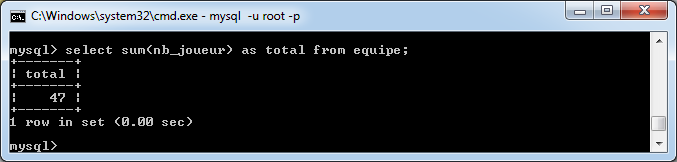 C:\Windows\system32\cmd.exe - mysql  -u root -p
mysql> select sum(nb_joueur) as total from equipe;
+-------+
| total |
+-------+
|    47 |
+-------+
1 row in set (0.00 sec)
mysql>